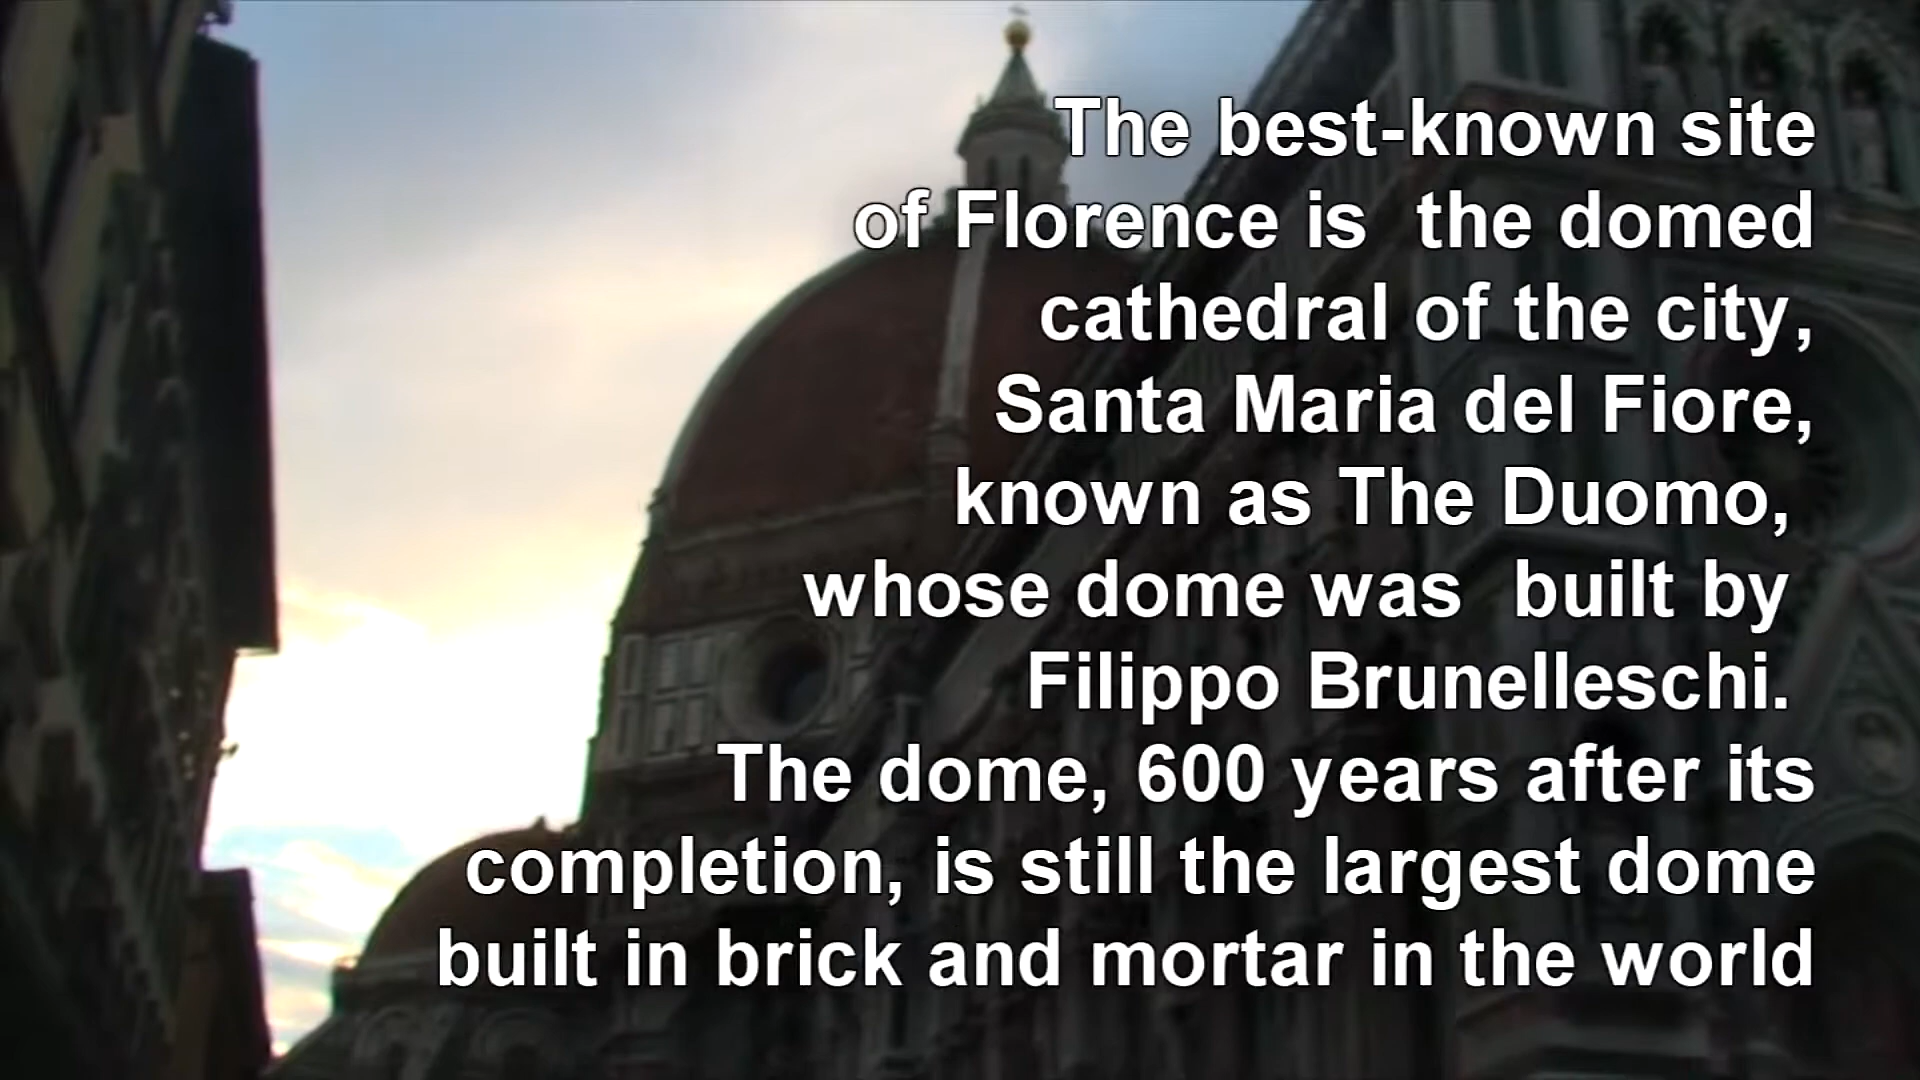 The best-known site
of Florence is the domed
cathedral of the city,
Santa Maria del Fiore,
known as The Duomo,
whose dome was built by
Filippo Brunelleschi.
The dome, 600 years after its
completion, is still the largest dome
built in brick and mortar in the world